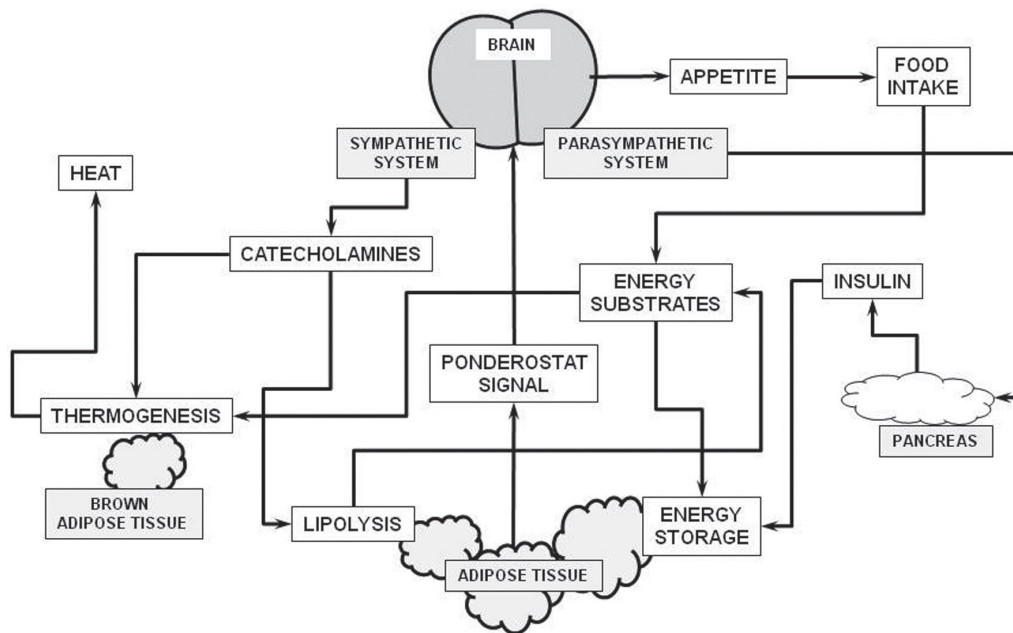 BRAIN
APPETITE
FOOD
INTAKE
SYMPATHETIC
SYSTEM
PARASYMPATHETIC
SYSTEM
HEAT
CATECHOLAMINES
ENERGY
SUBSTRATES
INSULIN
PONDEROSTAT
SIGNAL
THERMOGENESIS
PANCREAS
BROWN
ADIPOSE TISSUE
LIPOLYSIS
ENERGY
STORAGE
ADIPOSE TISSUE